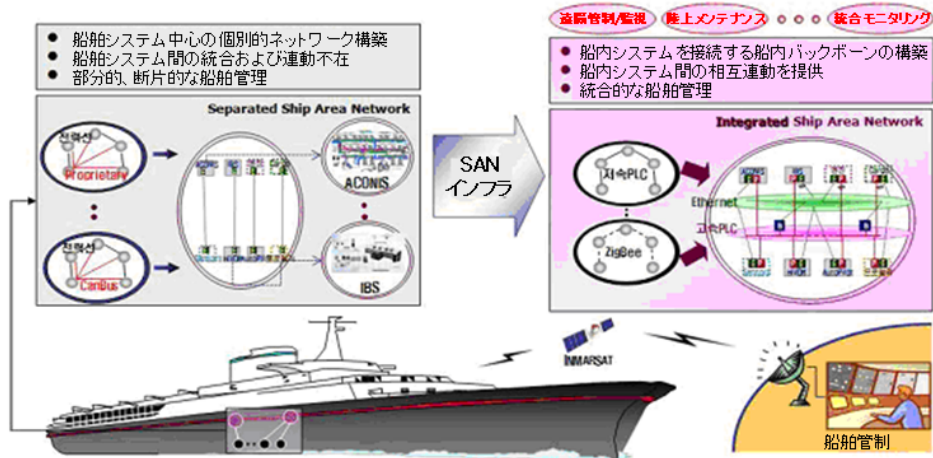 船舶システム中心の個別的ネットワーク構築
船舶システム間の統合および連動不在
部分的、断片的な船舶管理
Separated Ship Area Network
전력선
Proprietary
전력선
CanBus
ACONIS
IBS
SAN
インフラ
遠隔管制/監視
陸上メンテナンス
統合モニタリング
船内システムを接続する船内バックボーンの構築
船内システム間の相互連動を提供
統合的な船舶管理
Integrated Ship Area Network
저속PLC
ZigBee
Ethernet
고속PLC
ACONIS
INMARSAT
船舶管制